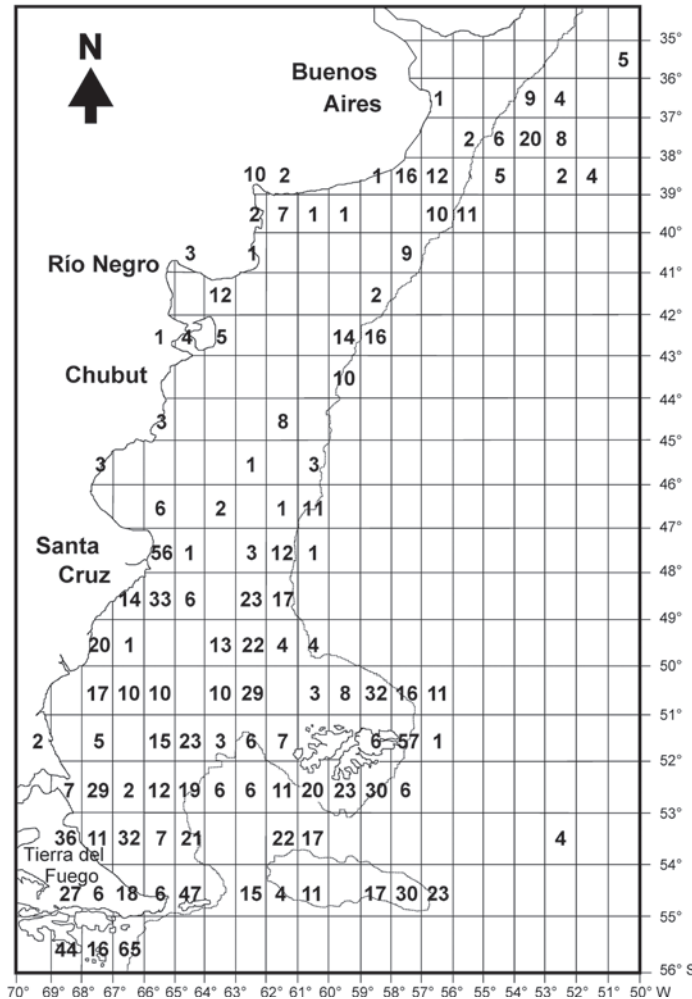 N
35°
5
36°
Buenos
Aires
1 9 4
37°
2 6 20 8
38°
10 2 1 16 12 5 2 4
39°
2 7 1 1 10 11
40°
Río Negro
3 1 5
41°
12 2
42°
1 4 5 14 16
43°
Chubut
10
44°
3 8
45°
3 1 3
46°
6 2 1 11
47°
Santa
Cruz
56 1 3 12 1
48°
14 33 6 23 17
49°
20 1 13 22 4 4
50°
17 10 10 10 29 3 8 32 16 11
51°
2 5 15 23 3 6 7 6 57 1
52°
7 29 2 12 19 6 6 11 20 23 30 6
53°
36 11 32 7 21 22 17 4
54°
Tierra del
Fuego
27 6 18 6 47 15 4 11 17 30 23
55°
44 16 65
56° S
70° 69° 68° 67° 66° 65° 64° 63° 62° 61° 60° 59° 58° 57° 56° 55° 54° 53° 52° 51° 50° W